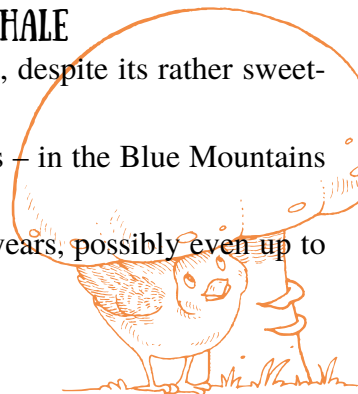 HALE
, despite its rather sweet-
– in the Blue Mountains
years, possibly even up to